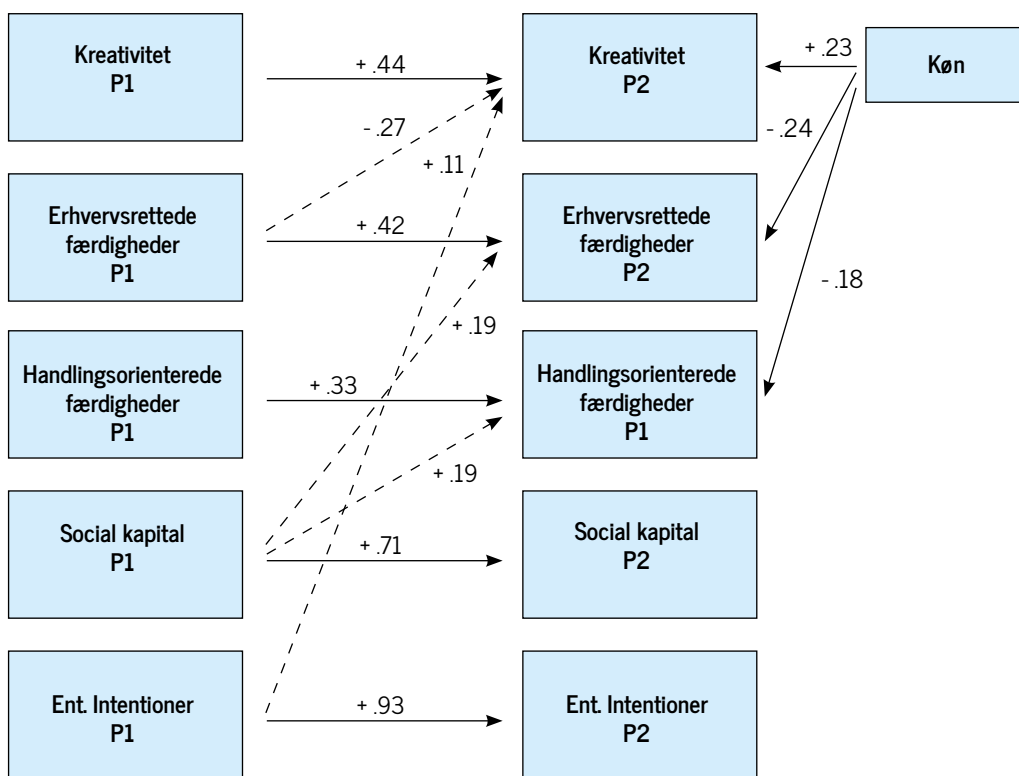 Kreativitet
P1
+ .44
Kreativitet
P2
+ .23
Køn
- .27
+ .11
- .24
Erhvervsrettede
færdigheder
P1
+ .42
Erhvervsrettede
færdigheder
P2
- .18
+ .19
Handlingsorienterede
færdigheder
P1
+ .33
Handlingsorienterede
færdigheder
P1
+ .19
Social kapital
P1
+ .71
Social kapital
P2
Ent. Intentioner
P1
+ .93
Ent. Intentioner
P2